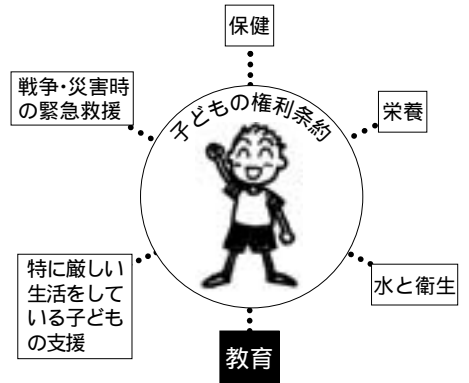 保健
戦争・災害時
の緊急救援
子どもの権利条約
栄養
特に厳しい
生活をして
いる子ども
の支援
水と衛生
教育